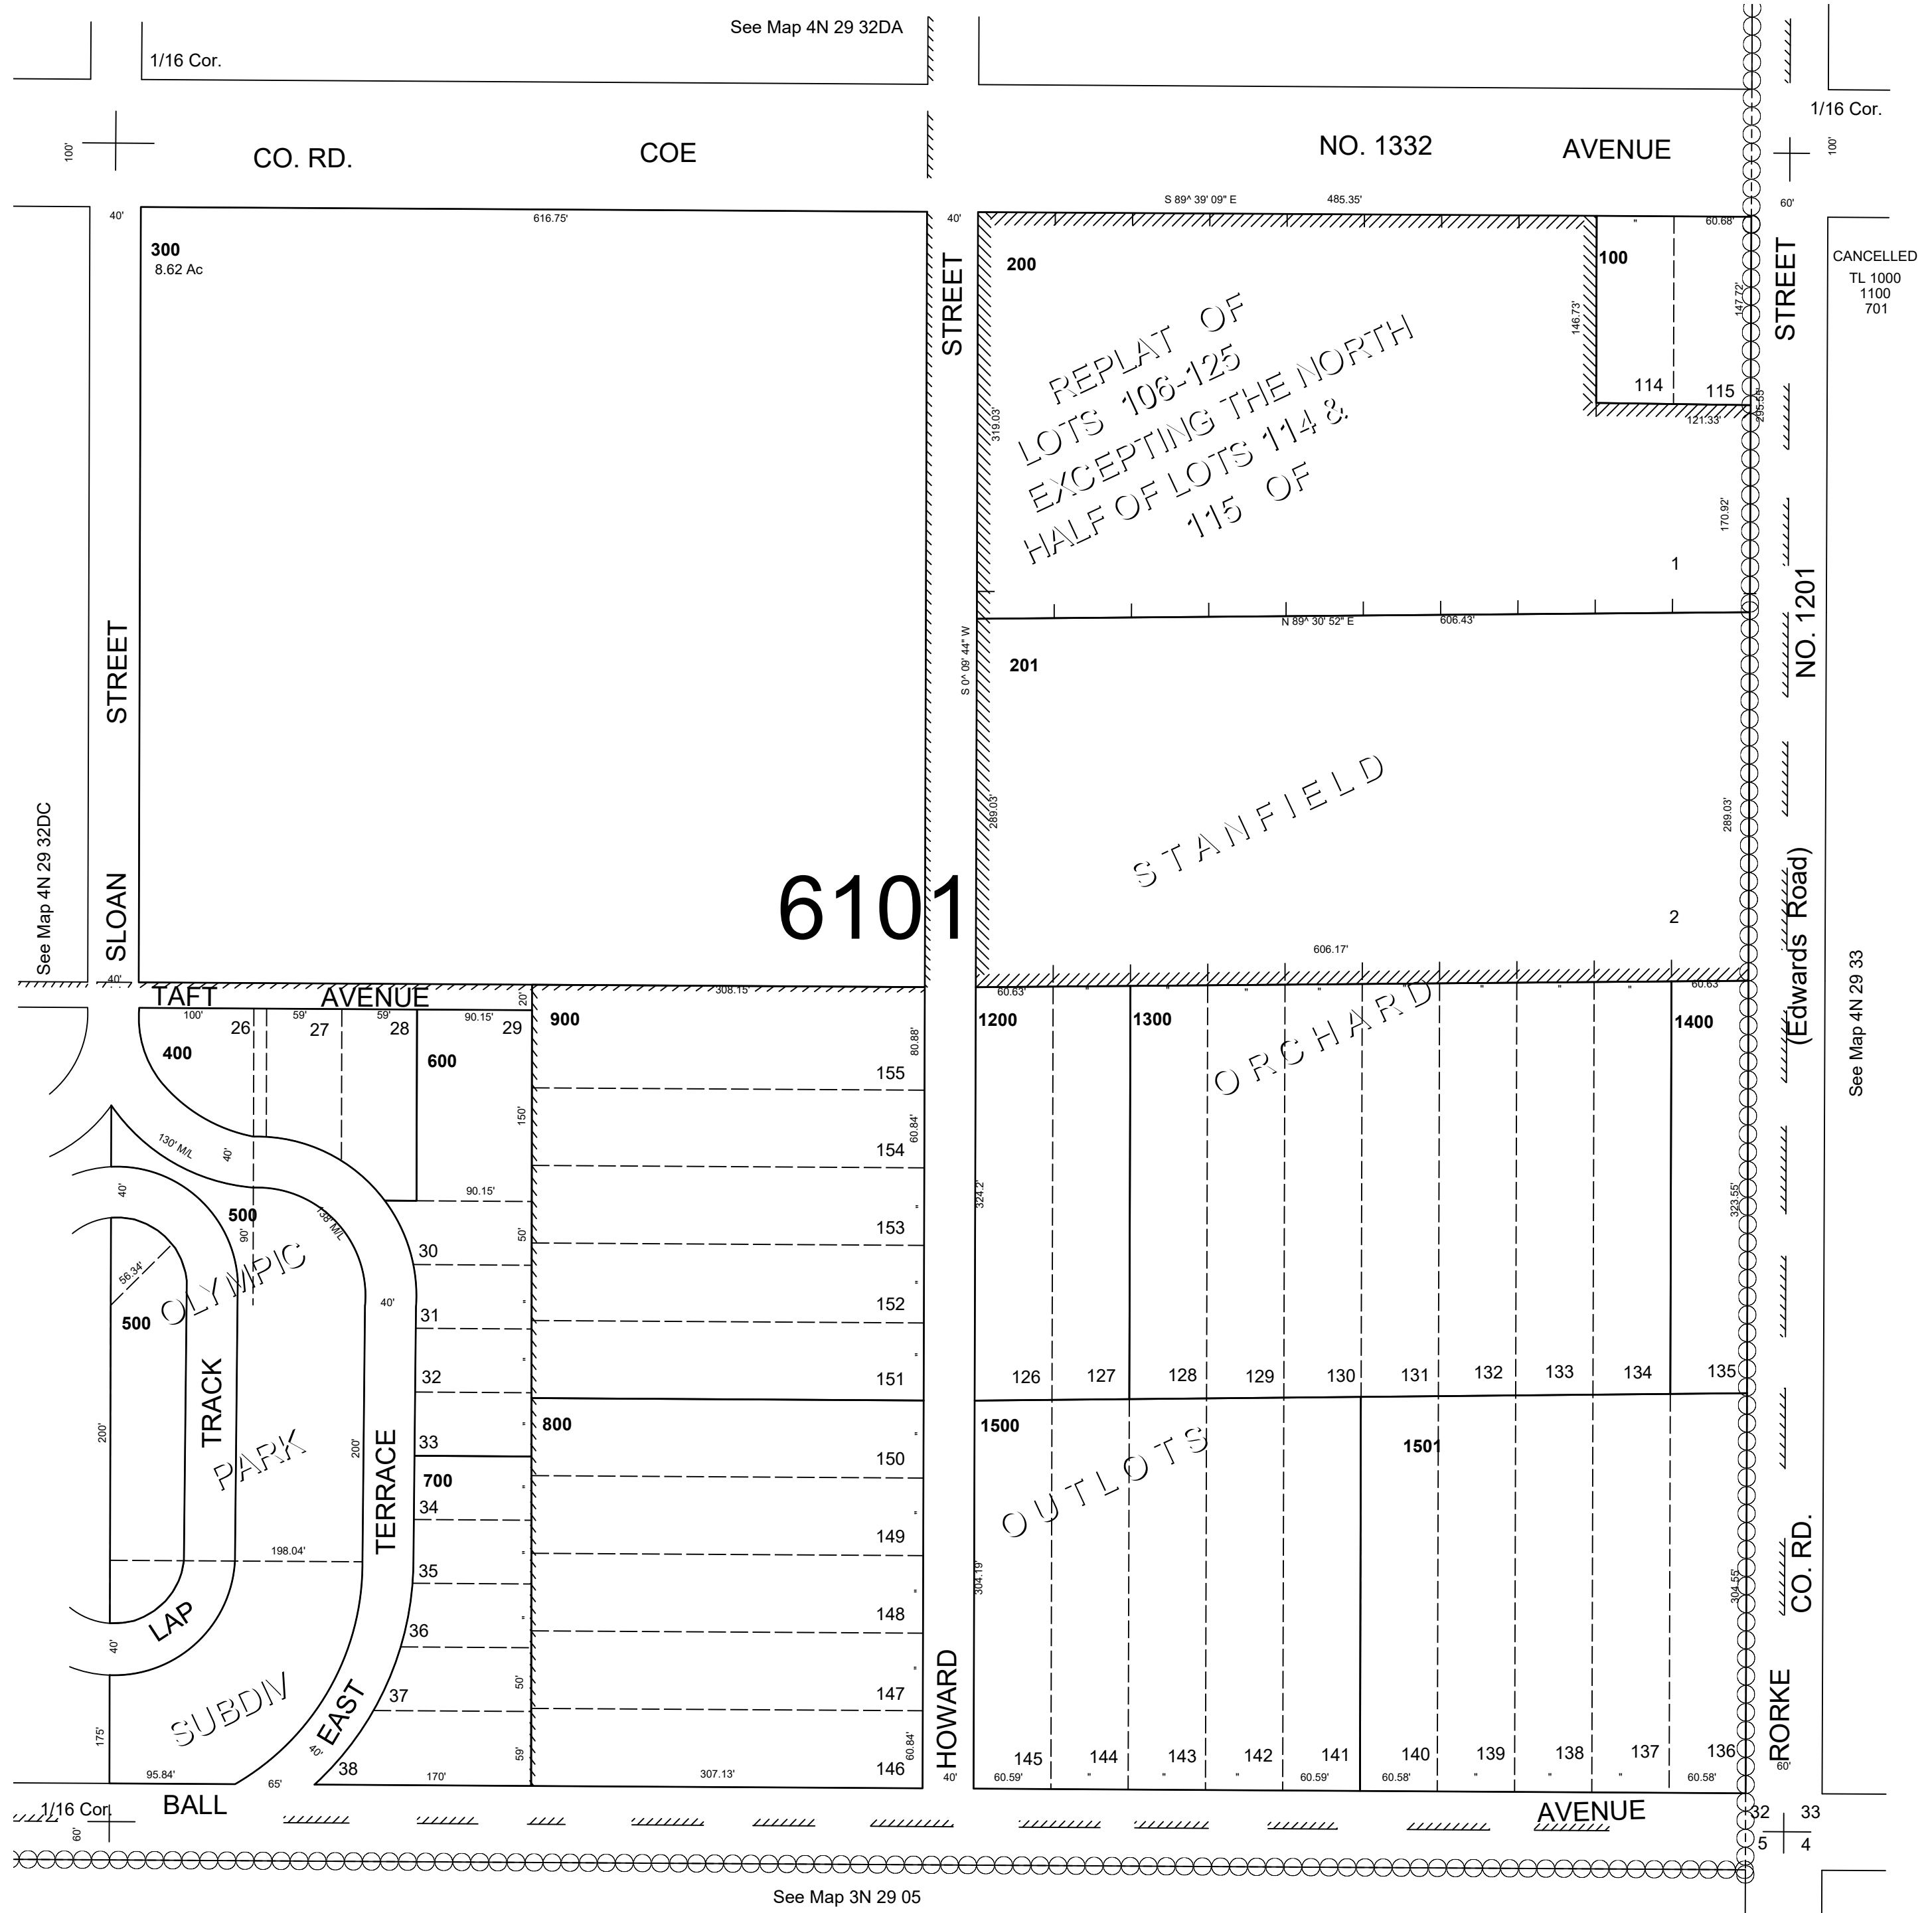 See Map 4N 29 32DA
1/16 Cor.
1/16 Cor.
100'
CO. RD.
COE
NO. 1332
AVENUE
100'
40'
616.75'
40'
S 89^ 39' 09" E
485.35'
"
60.68'
60'
300
8.62 Ac
STREET
200
100
STREET
CANCELLED
TL 1000
1100
701
REPLAT OF
LOTS 106-125
EXCEPTING THE NORTH
HALF OF LOTS 114 &
115 OF
146.73'
147.72'
114
115
295.55'
121.33'
319.03'
170.92'
1
NO. 1201
N 89^ 30' 52" E
606.43'
S 0^ 09' 44" W
201
STREET
SLOAN
See Map 4N 29 32DC
STANFIELD
289.03'
289.03'
6101
2
606.17'
(Edwards Road)
See Map 4N 29 33
40'
TAFT
AVENUE
20'
308.15'
60.63'
" " " " " " "
60.63'
100'
26
59'
27
59'
28
90.15'
29
900
1200
1300
ORCHARD
1400
400
600
80.88'
155
150'
60.84'
154
130' M/L
40'
40'
90.15'
500
138' M/L
90'
324.2'
323.55'
"
153
50'
30
56.34'
OLYMPIC
40'
"
152
"
31
500
"
151
"
32
126
127
128
129
130
131
132
133
134
135
TRACK
200'
PARK
200'
TERRACE
"
33
800
"
150
1500
1501
OUTLOTS
700
"
34
"
149
198.04'
"
35
304.19'
304.55'
CO. RD.
"
148
LAP
"
36
40'
SUBDIV
EAST
37
50'
"
147
HOWARD
RORKE
175'
40'
59'
60.84'
38
146
145
144
143
142
141
140
139
138
137
136
95.84'
65'
170'
307.13'
40'
60.59'
" " "
60.59'
60.58'
" " "
60.58'
60'
1/16 Cor.
BALL
AVENUE
60'
32
33
5
4
See Map 3N 29 05